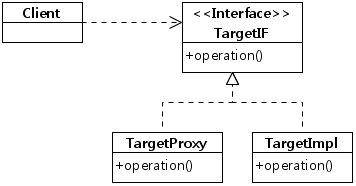 Client
<<Interface>>
TargetIF
+operation()
TargetProxy
+operation()
TargetImpl
+operation()